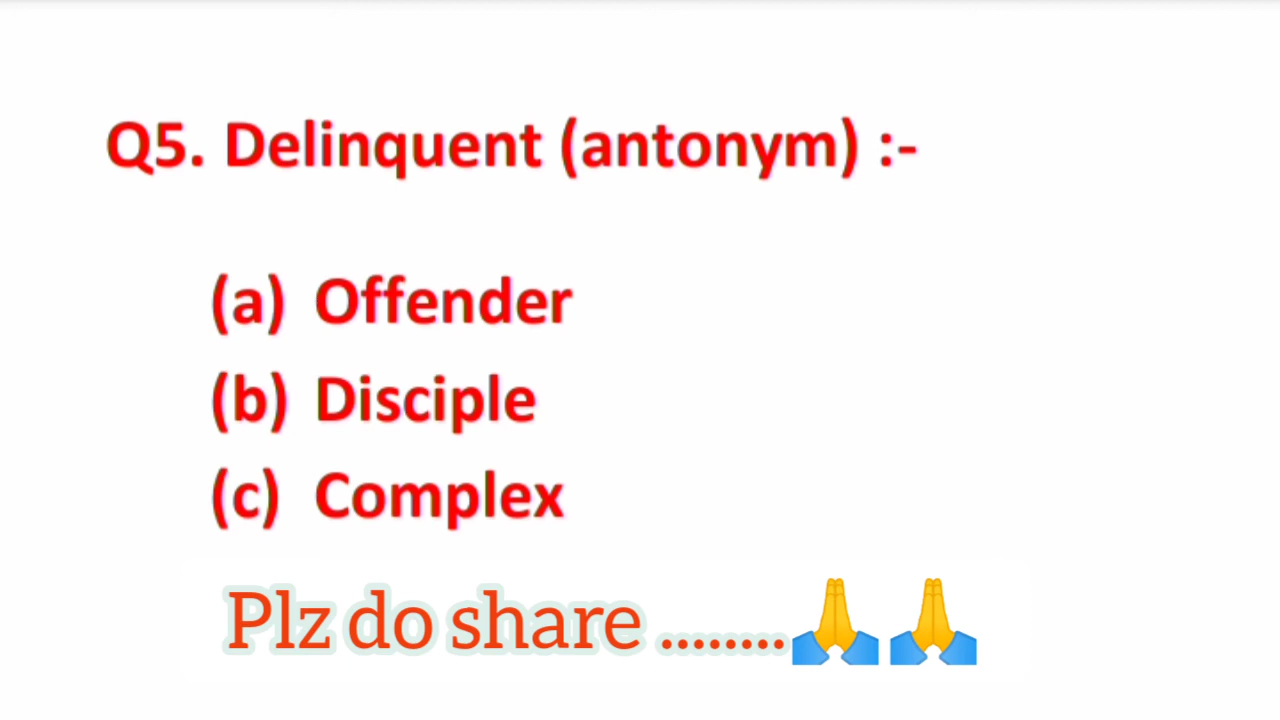 Q5. Delinquent (antonym) :-
(a) Offender
(b) Disciple
(c) Complex
Plz do share ........🙏🙏